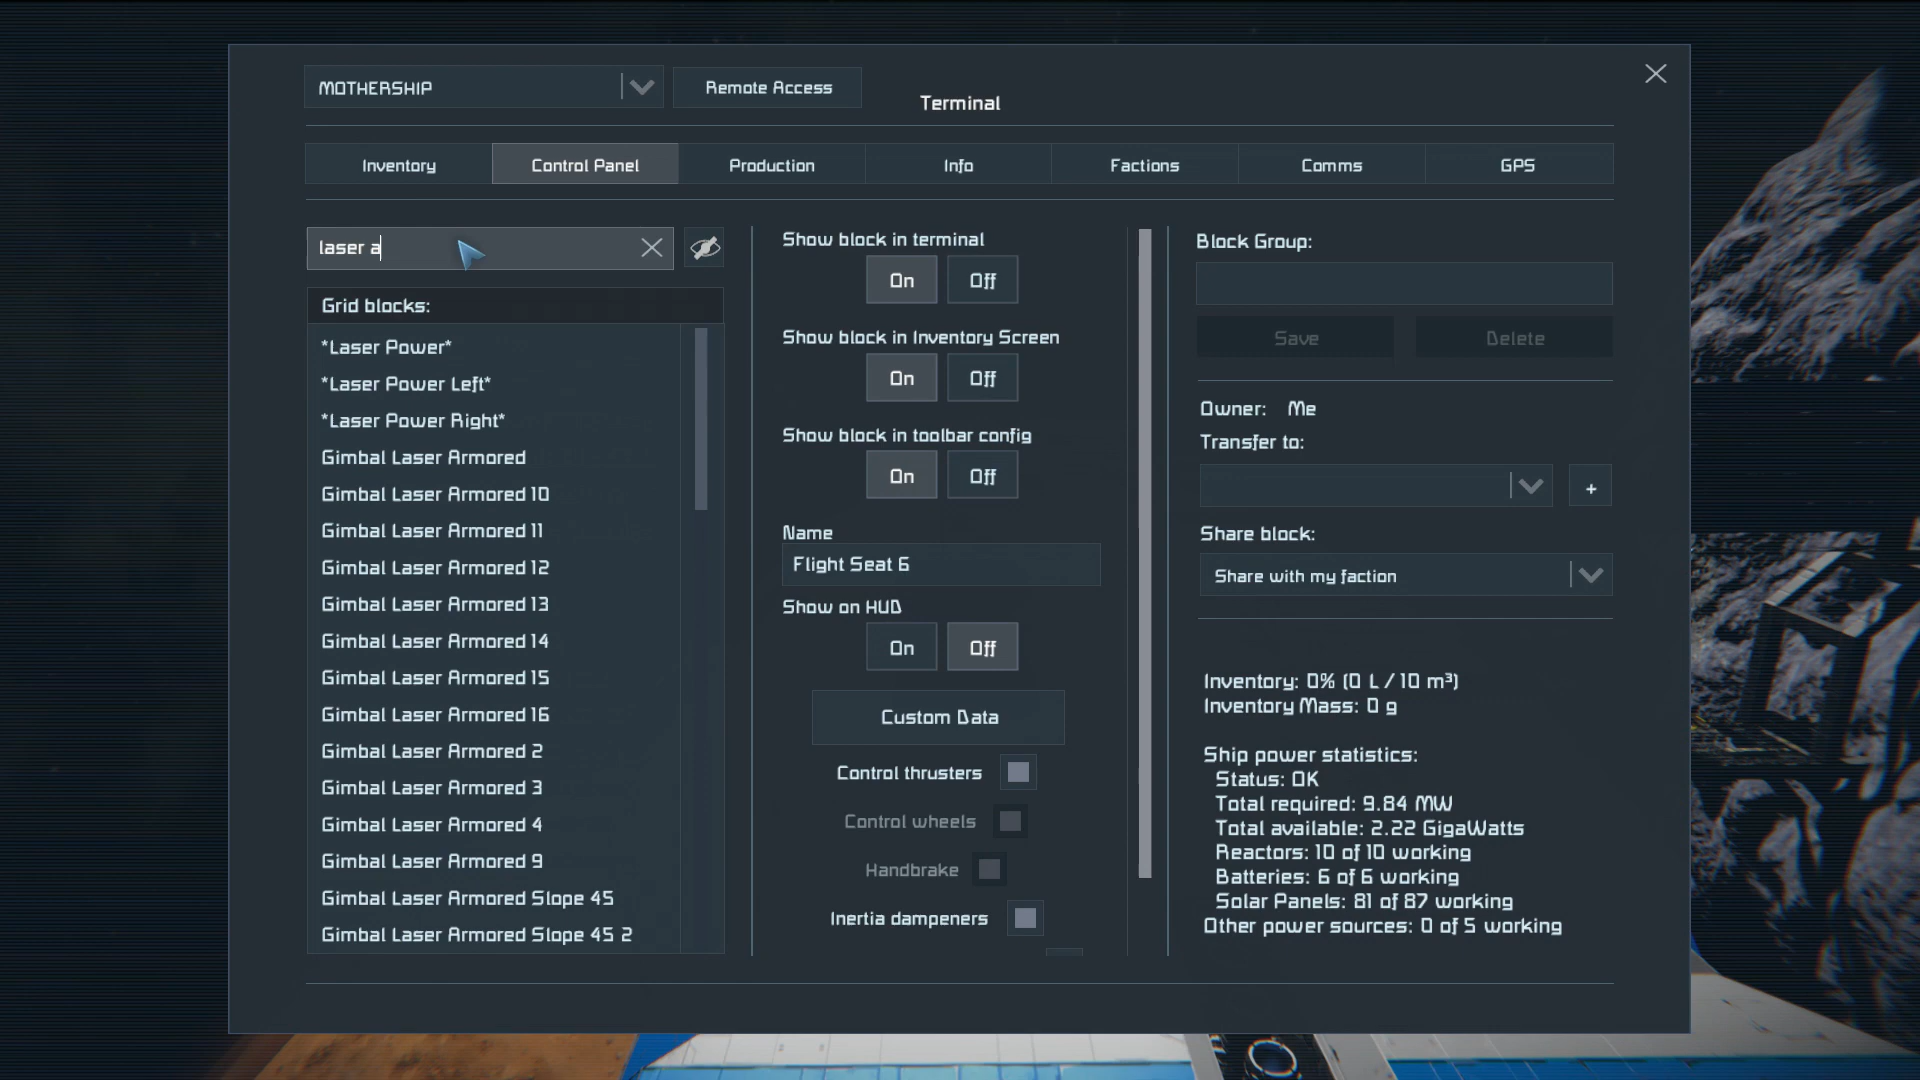 MOTHERSHIP
Remote Access
Terminal
Inventory
Control Panel
Production
Info
Factions
Comms
GPS
laser a
Grid blocks:
*Laser Power*
*Laser Power Left*
*Laser Power Right*
Gimbal Laser Armored
Gimbal Laser Armored 10
Gimbal Laser Armored 11
Gimbal Laser Armored 12
Gimbal Laser Armored 13
Gimbal Laser Armored 14
Gimbal Laser Armored 15
Gimbal Laser Armored 16
Gimbal Laser Armored 2
Gimbal Laser Armored 3
Gimbal Laser Armored 4
Gimbal Laser Armored 9
Gimbal Laser Armored Slope 45
Gimbal Laser Armored Slope 45 2
Show block in terminal
On Off
Show block in Inventory Screen
On Off
Show block in toolbar config
On Off
Name
Flight Seat 6
Show on HUD
On Off
Custom Data
Control thrusters
Control wheels
Handbrake
Inertia dampeners
Block Group:
Save
Delete
Owner: Me
Transfer to:
+
Share block:
Share with my faction
Inventory: 0% (0 L / 10 m³)
Inventory Mass: 0 g
Ship power statistics:
Status: OK
Total required: 9.84 MW
Total available: 2.22 GigaWatts
Reactors: 10 of 10 working
Batteries: 6 of 6 working
Solar Panels: 81 of 87 working
Other power sources: 0 of 5 working